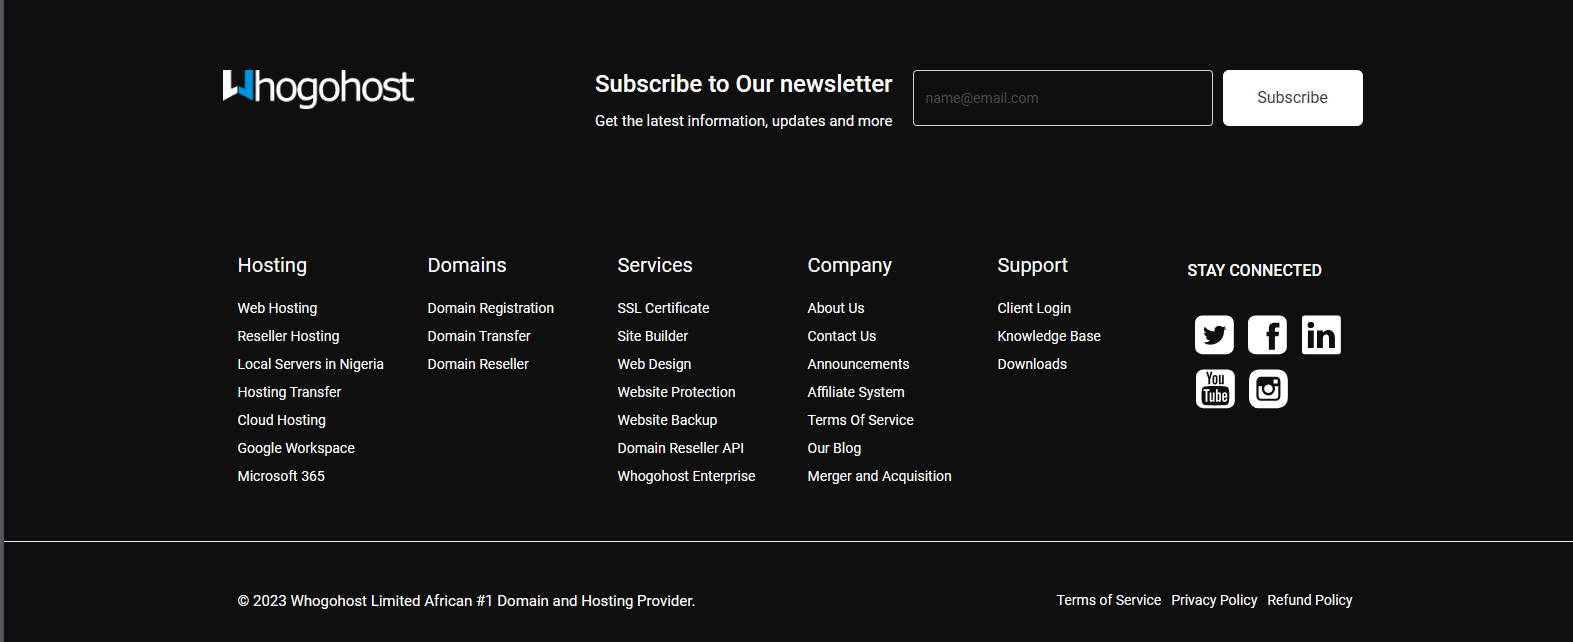 Whogohost
Subscribe to Our newsletter
Get the latest information, updates and more
name@email.com
Subscribe
Hosting
Web Hosting
Reseller Hosting
Local Servers in Nigeria
Hosting Transfer
Cloud Hosting
Google Workspace
Microsoft 365
Domains
Domain Registration
Domain Transfer
Domain Reseller
Services
SSL Certificate
Site Builder
Web Design
Website Protection
Website Backup
Domain Reseller API
Whogohost Enterprise
Company
About Us
Contact Us
Announcements
Affiliate System
Terms Of Service
Our Blog
Merger and Acquisition
Support
Client Login
Knowledge Base
Downloads
STAY CONNECTED
f
in
You
Tube
© 2023 Whogohost Limited African #1 Domain and Hosting Provider.
Terms of Service Privacy Policy Refund Policy